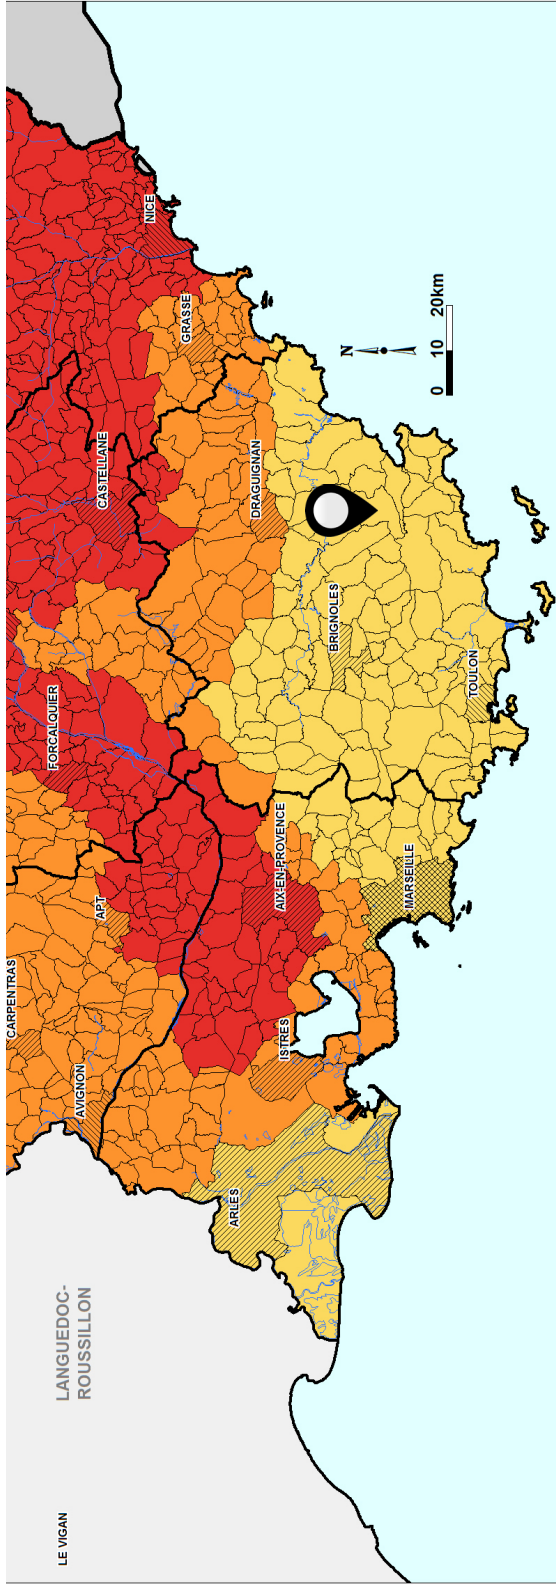 LE VIGAN
LANGUEDOC-
ROUSSILLON
CARPENTRAS
AVIGNON
APT
FORCALQUIER
CASTELLANE
NICE
GRASSE
ARLES
ISTRES
AIX-EN-PROVENCE
DRAGUIGNAN
BRIGNOLES
MARSEILLE
TOULON
N
0 10 20km